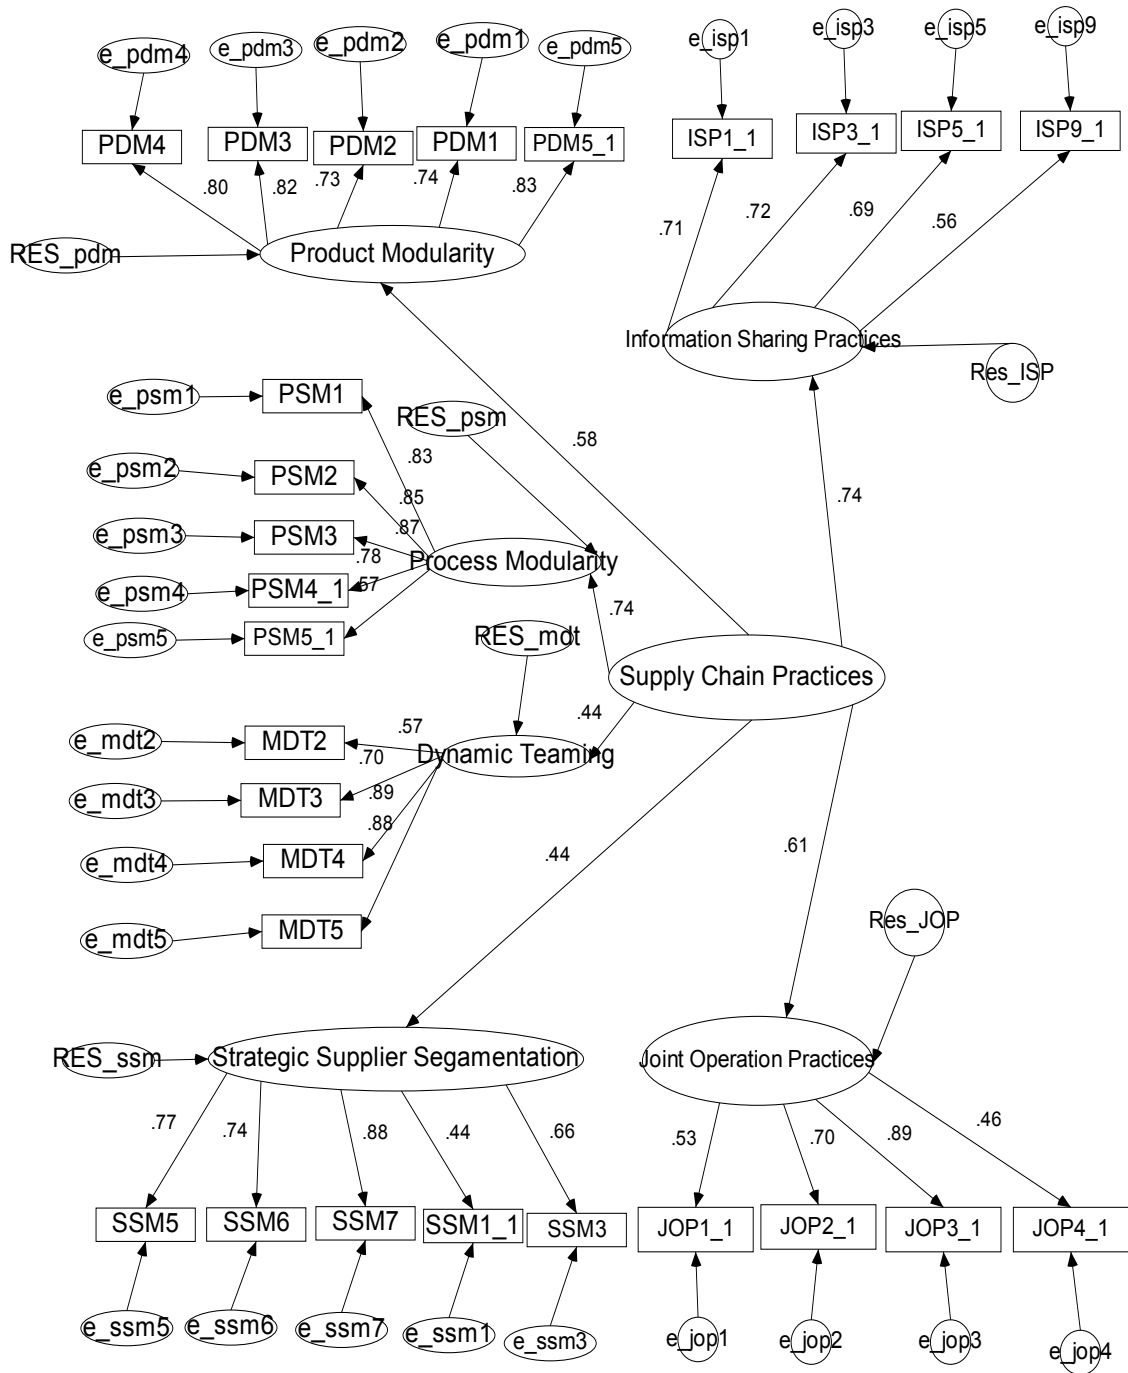 e_pdm4
e_pdm3
e_pdm2
e_pdm1
e_pdm5
e_isp1
e_isp3
e_isp5
e_isp9
PDM4
PDM3
PDM2
PDM1
PDM5_1
ISP1_1
ISP3_1
ISP5_1
ISP9_1
.80
.82
.73
.74
.83
.71
.72
.69
.56
RES_pdm
Product Modularity
Information Sharing Practices
Res_ISP
e_psm1
PSM1
RES_psm
.58
.83
e_psm2
PSM2
.85
.74
e_psm3
PSM3
.87
.78
Process Modularity
e_psm4
PSM4_1
.57
.74
e_psm5
PSM5_1
RES_mdt
Supply Chain Practices
.44
e_mdt2
MDT2
.57
.70
Dynamic Teaming
e_mdt3
MDT3
.89
.88
e_mdt4
MDT4
.44
.61
e_mdt5
MDT5
Res_JOP
RES_ssm
Strategic Supplier Segamentation
Joint Operation Practices
.77
.74
.88
.44
.66
.53
.70
.89
.46
SSM5
SSM6
SSM7
SSM1_1
SSM3
JOP1_1
JOP2_1
JOP3_1
JOP4_1
e_ssm5
e_ssm6
e_ssm7
e_ssm1
e_ssm3
e_jop1
e_jop2
e_jop3
e_jop4